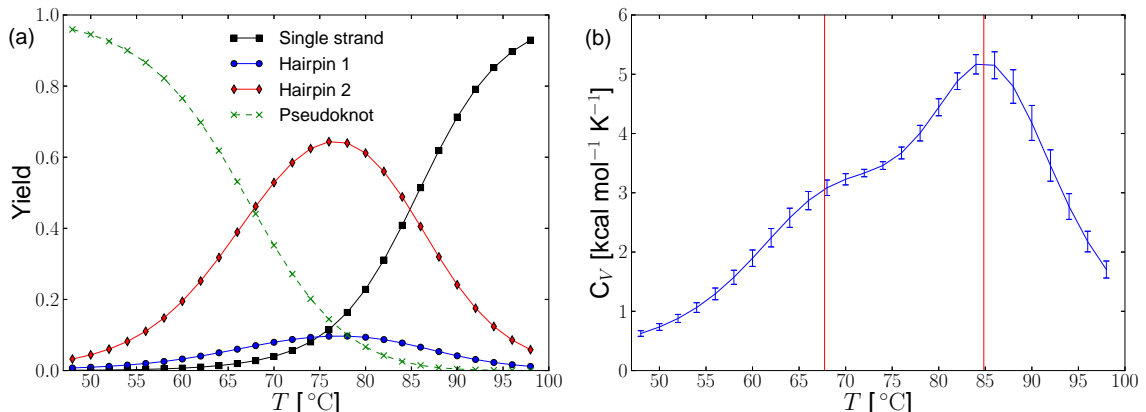 (a)
Single strand
Hairpin 1
Hairpin 2
Pseudoknot
Yield
1.0
0.8
0.6
0.4
0.2
0.0
50 55 60 65 70 75 80 85 90 95 100
T [°C]
(b)
C_V [kcal mol⁻¹ K⁻¹]
6
5
4
3
2
1
0
50 55 60 65 70 75 80 85 90 95 100
T [°C]